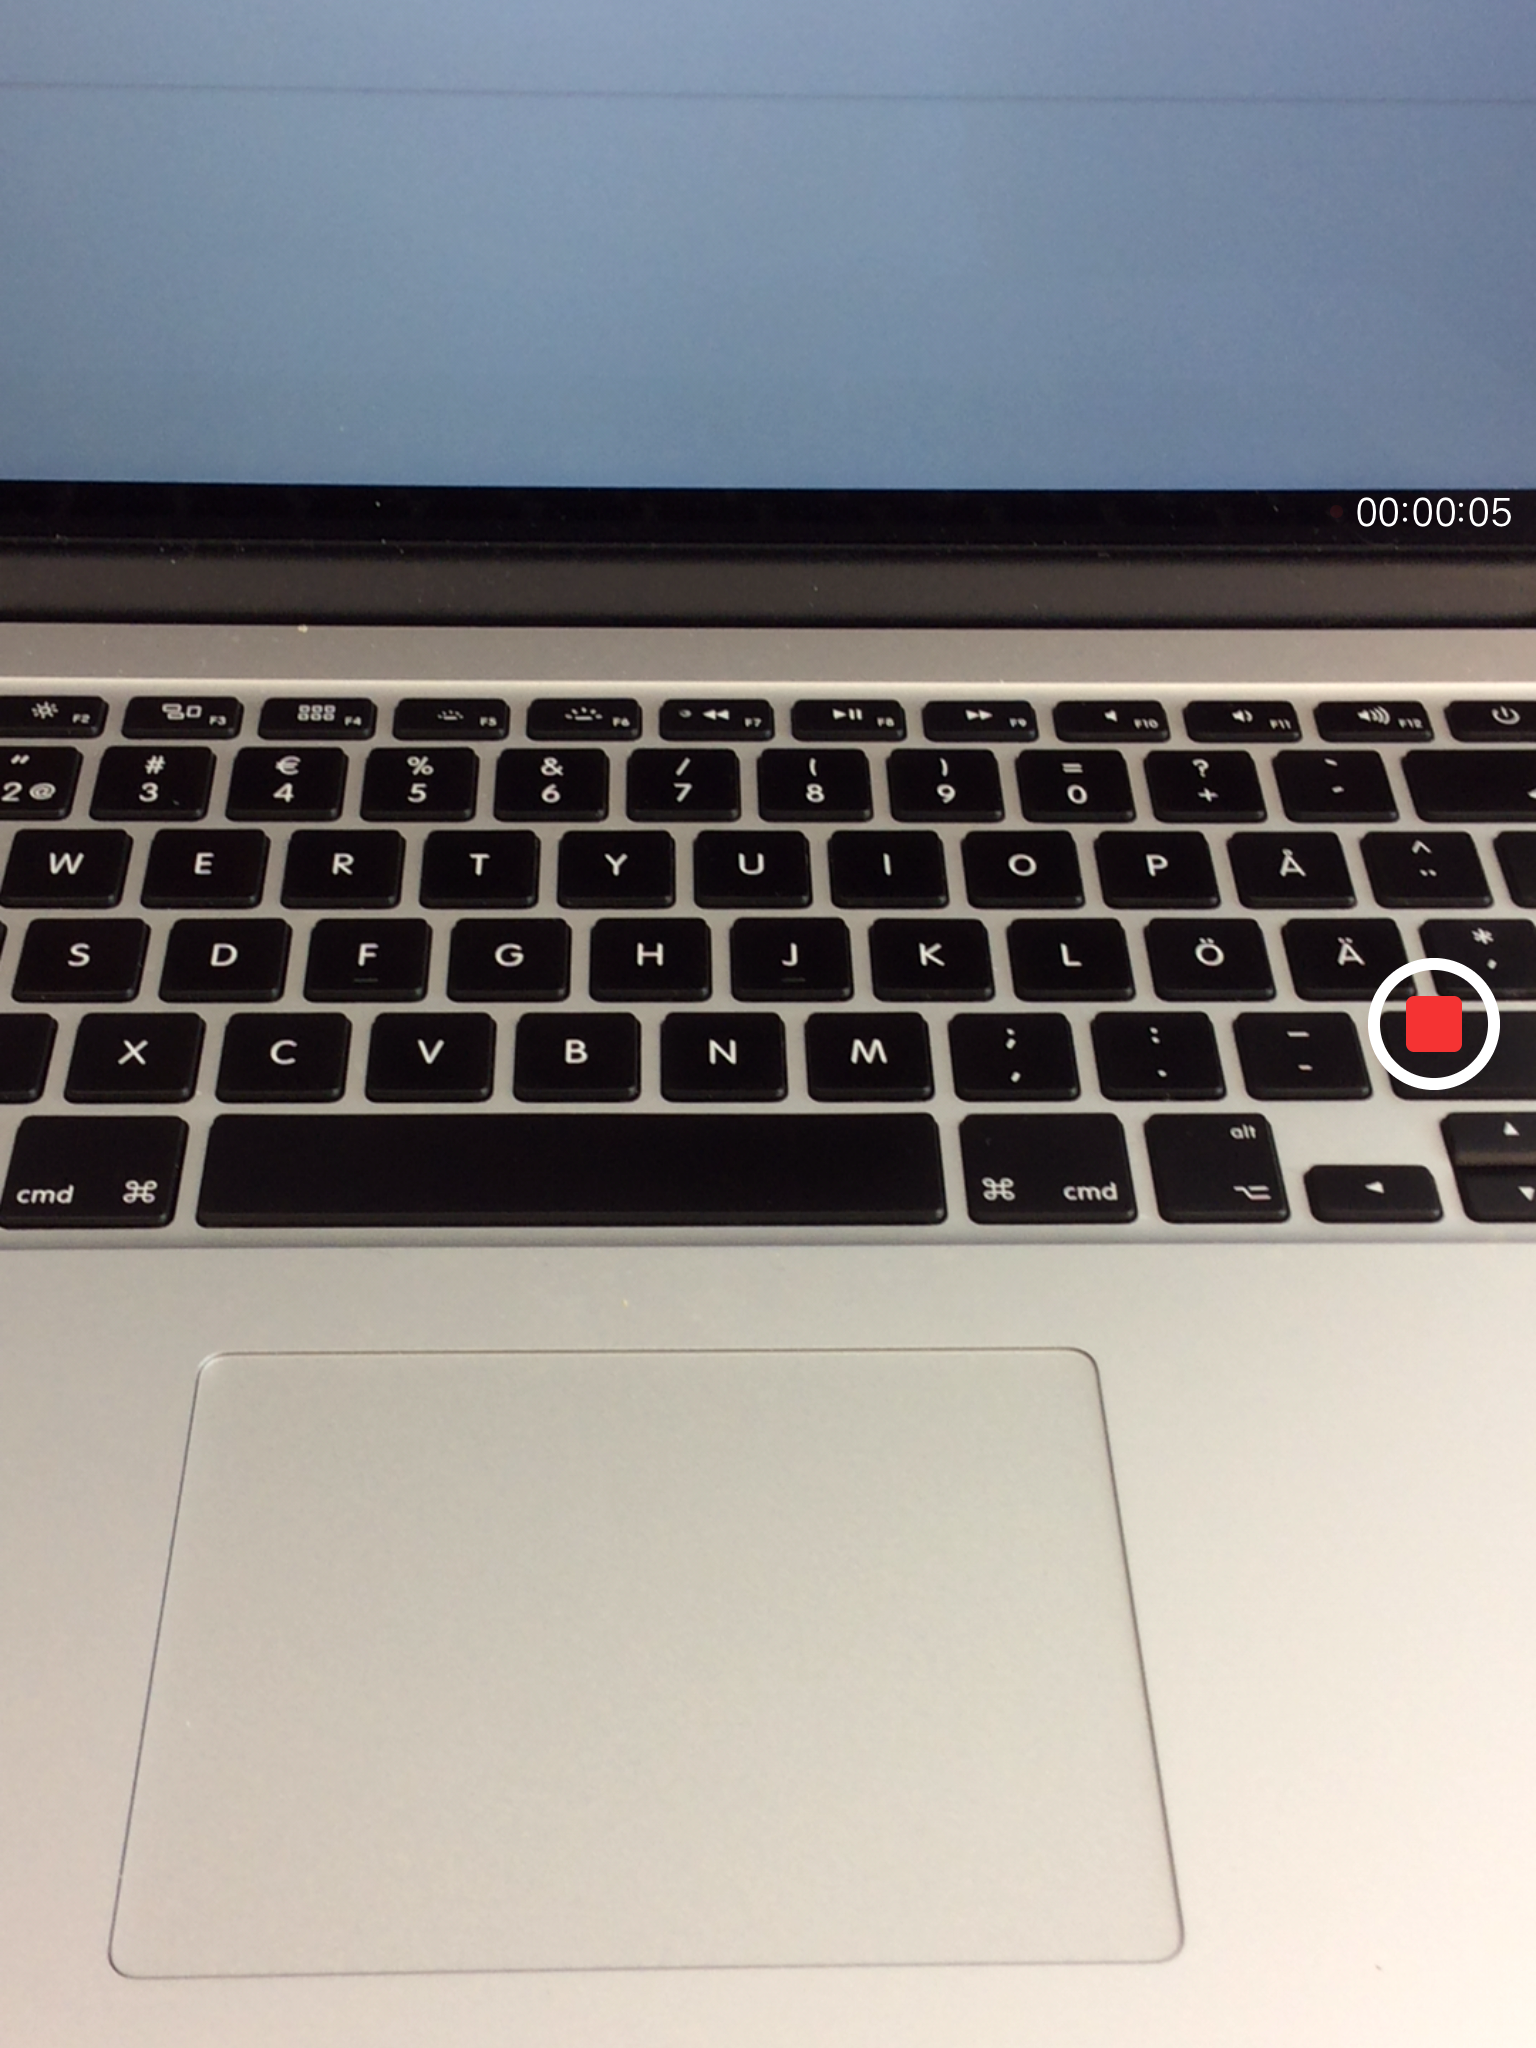 00:00:05
F2 F3 F4 F5 F6 F7 F8 F9 F10 F11 F12
" # € % & / ( ) = ? `
2 @ 3 4 5 6 7 8 9 0 + ´
W E R T Y U I O P Å ^ ¨
S D F G H J K L Ö Ä * '
X C V B N M ; , : . _ -
alt
cmd ⌘ ⌘ cmd ⌥